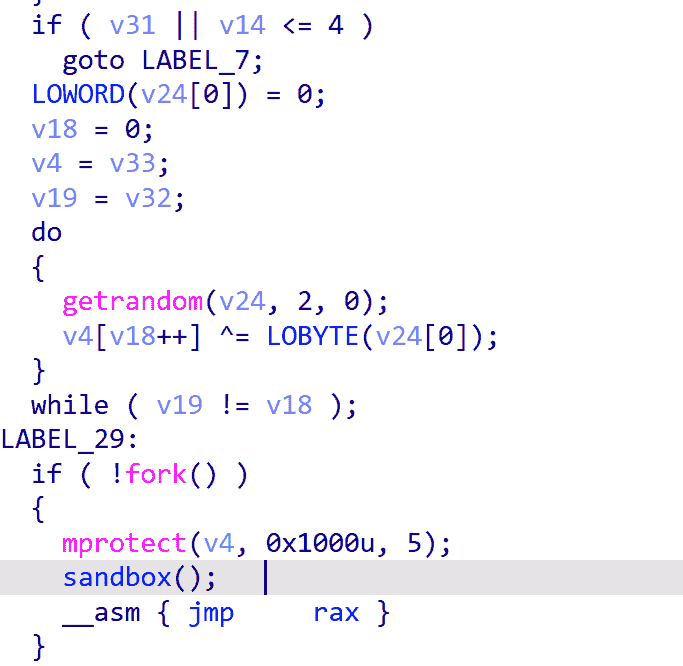 if ( v31 || v14 <= 4 )
goto LABEL_7;
LOWORD(v24[0]) = 0;
v18 = 0;
v4 = v33;
v19 = v32;
do
{
getrandom(v24, 2, 0);
v4[v18++] ^= LOBYTE(v24[0]);
}
while ( v19 != v18 );
LABEL_29:
if ( !fork() )
{
mprotect(v4, 0x1000u, 5);
sandbox();
__asm { jmp     rax }
}